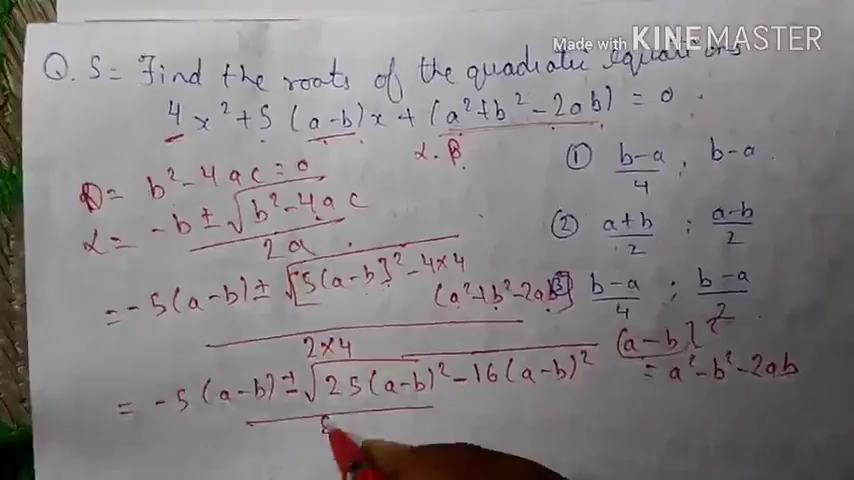 Made with KINEMASTER
Q. 5 = Find the roots of the quadratic equations
4x² + 5 (a-b)x + (a² + b² - 2ab) = 0
α. β
D = b² - 4ac = 0
α = -b ± √b² - 4ac
2a
① b-a/4 ; b-a
② a+b/2 ; a-b/2
= -5(a-b) ± √[5(a-b)]² - 4×4 (a² + b² - 2ab)
2×4
③ b-a/4 ; b-a/2
= -5(a-b) ± √25(a-b)² - 16(a-b)²
8
(a-b)²
= a² - b² - 2ab